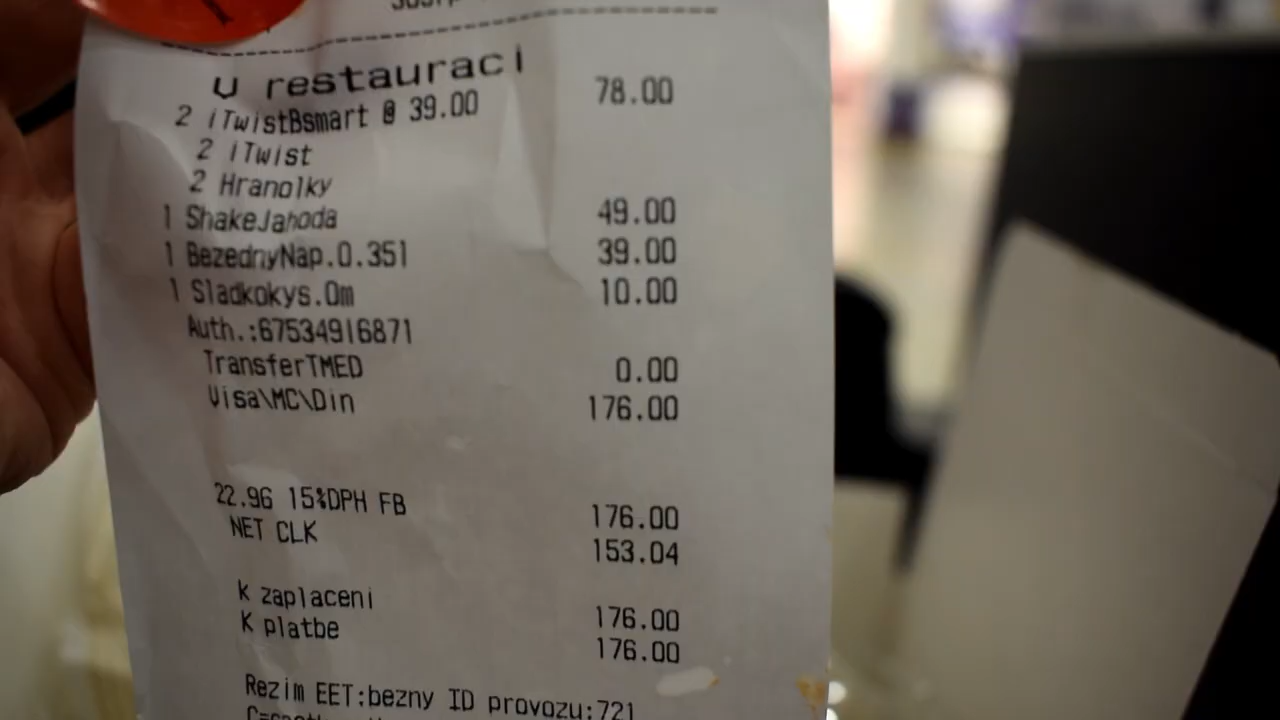 V restauraci
2 iTwistBsmart @ 39.00 78.00
2 iTwist
2 Hranolky
1 ShakeJahoda 49.00
1 BezednyNap.0.35l 39.00
1 Sladkokys.Om 10.00
Auth.:67534916871
TransferTMED 0.00
Visa\MC\Din 176.00
22.96 15%DPH FB 176.00
NET CLK 153.04
K zaplaceni 176.00
K platbe 176.00
Rezim EET:bezny ID provozu:721